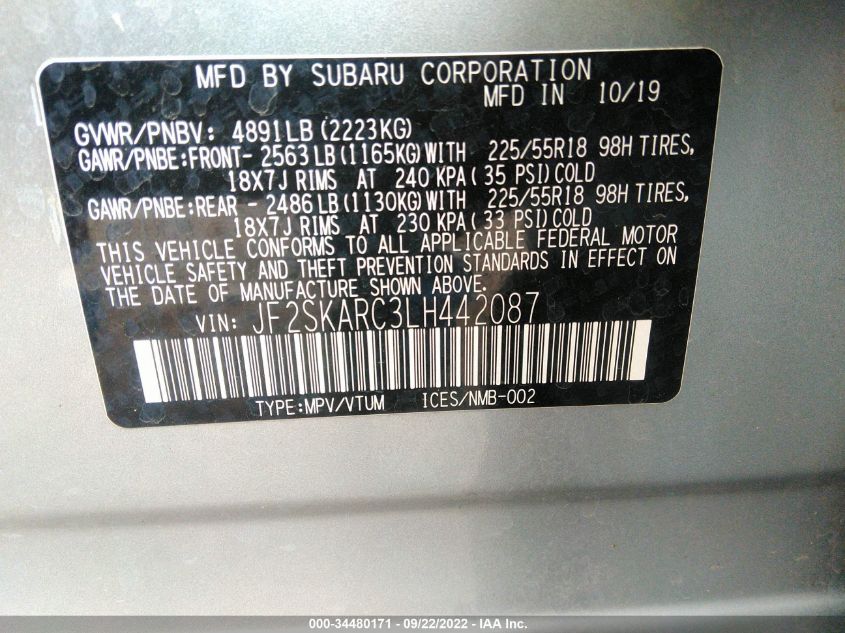 MFD BY SUBARU CORPORATION
MFD IN 10/19
GVWR/PNBV: 4891LB (2223KG)
GAWR/PNBE:FRONT- 2563LB(1165KG)WITH 225/55R18 98H TIRES,
18X7J RIMS AT 240 KPA(35 PSI)COLD
GAWR/PNBE:REAR - 2486LB(1130KG)WITH 225/55R18 98H TIRES,
18X7J RIMS AT 230 KPA(33 PSI)COLD
THIS VEHICLE CONFORMS TO ALL APPLICABLE FEDERAL MOTOR
VEHICLE SAFETY AND THEFT PREVENTION STANDARDS IN EFFECT ON
THE DATE OF MANUFACTURE SHOWN ABOVE.
VIN: JF2SKARC3LH442087
TYPE:MPV/VTUM ICES/NMB-002
000-34480171 - 09/22/2022 - IAA Inc.